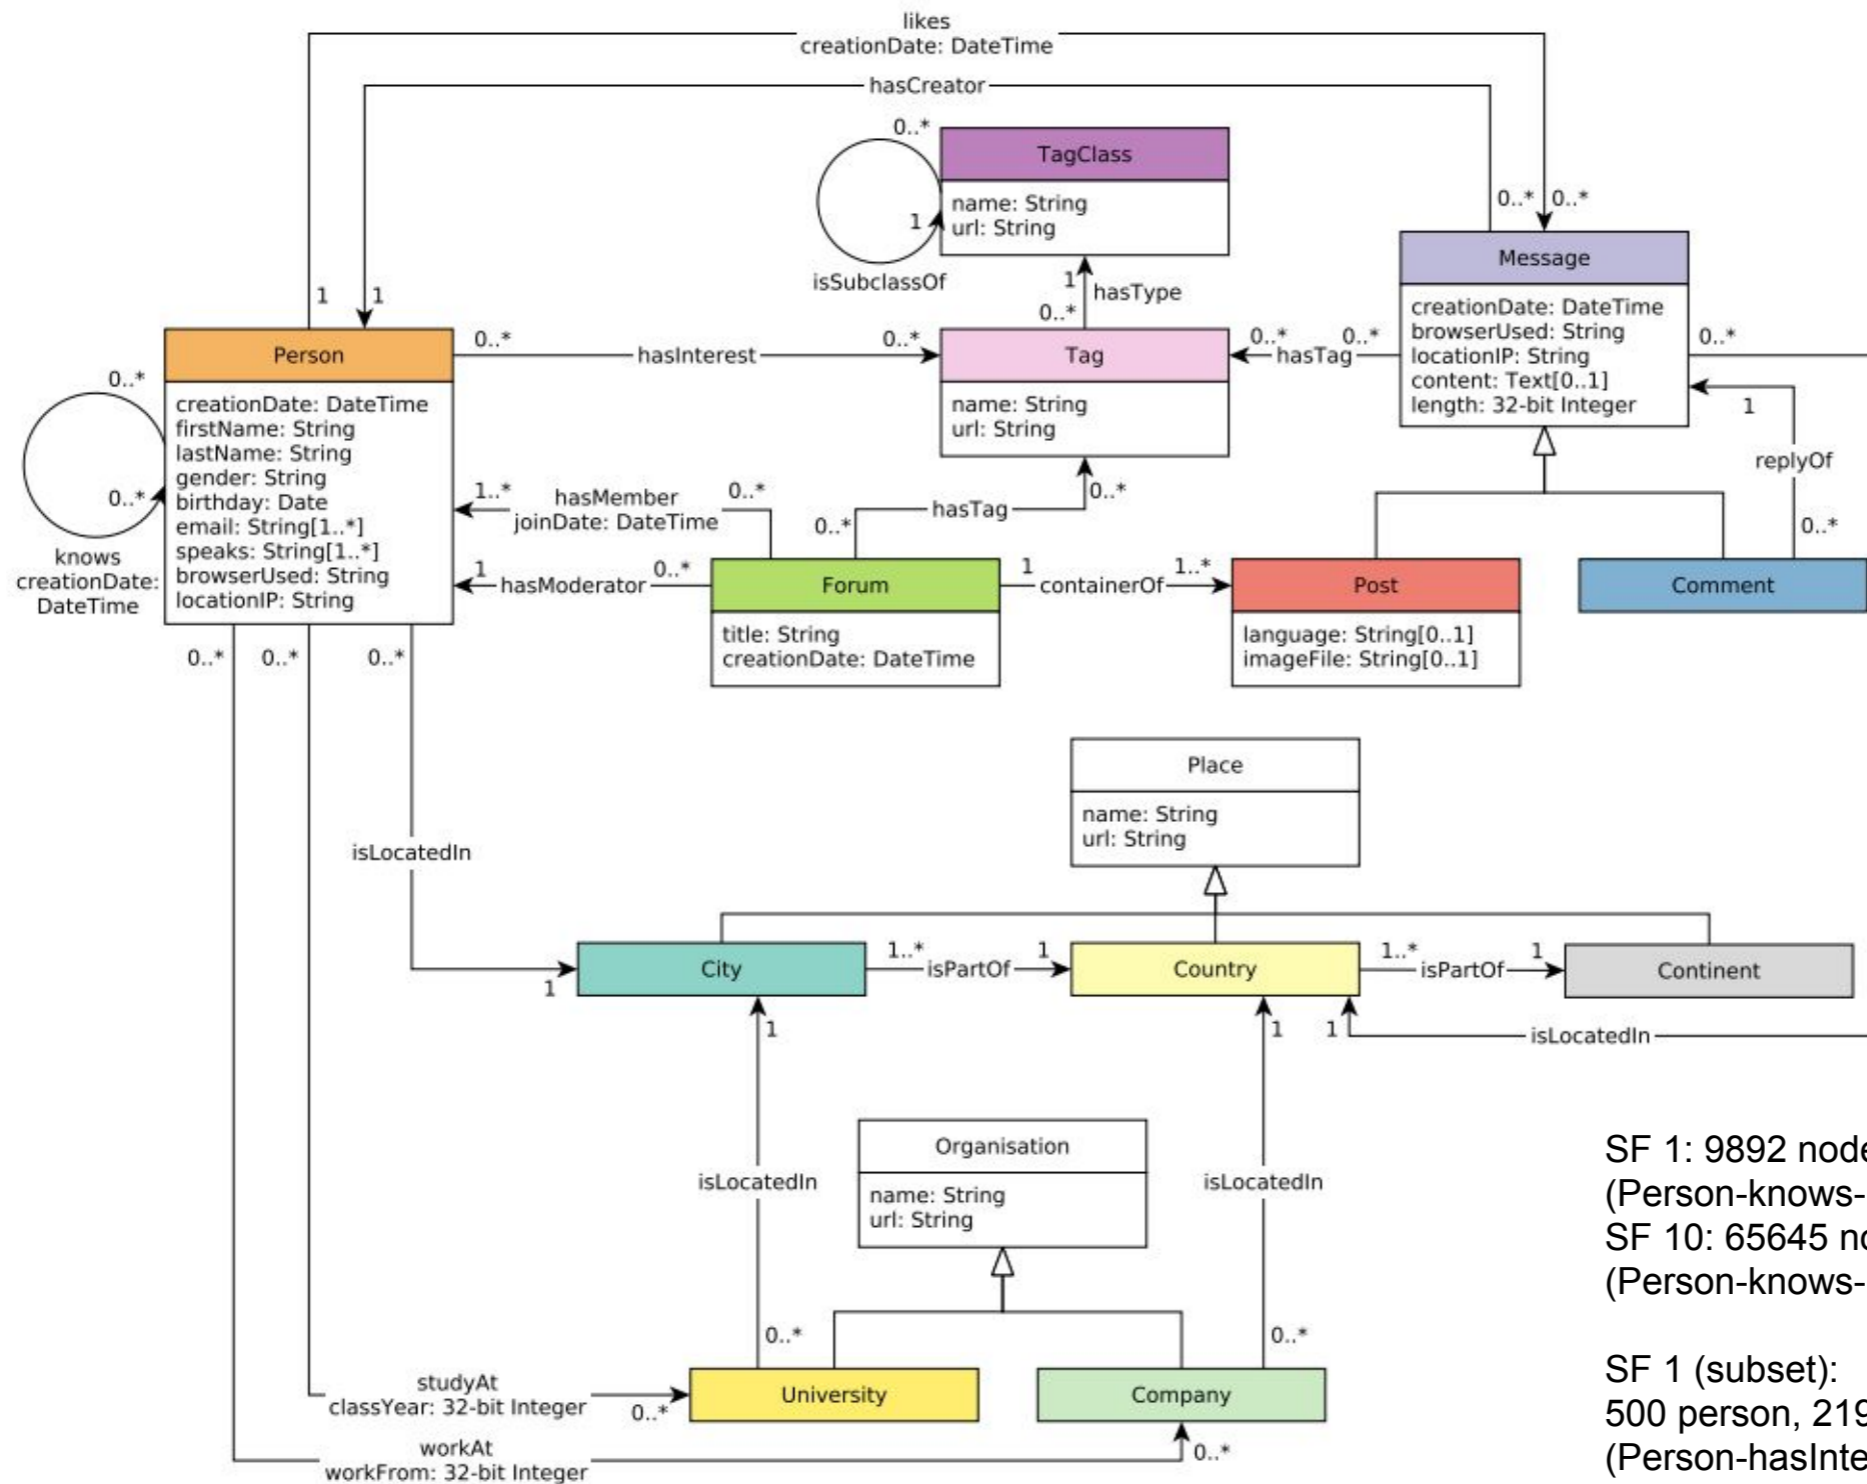 likes
creationDate: DateTime
hasCreator
0..*
TagClass
name: String
url: String
1
isSubclassOf
0..* 0..*
1
hasType
0..*
1
1
Message
creationDate: DateTime
browserUsed: String
locationIP: String
content: Text[0..1]
length: 32-bit Integer
Person
0..*
hasInterest
0..*
Tag
name: String
url: String
0..*
hasTag
0..*
0..*
1
replyOf
0..*
0..*
creationDate: DateTime
firstName: String
lastName: String
gender: String
birthday: Date
email: String[1..*]
speaks: String[1..*]
browserUsed: String
locationIP: String
0..*
knows
creationDate:
DateTime
1..*
hasMember
joinDate: DateTime
0..*
0..*
hasTag
0..*
1
hasModerator
0..*
Forum
title: String
creationDate: DateTime
1
containerOf
1..*
Post
language: String[0..1]
imageFile: String[0..1]
Comment
0..*
0..*
0..*
Place
name: String
url: String
isLocatedIn
1
City
1..*
isPartOf
1
Country
1..*
isPartOf
1
Continent
1
1
1
isLocatedIn
Organisation
name: String
url: String
isLocatedIn
isLocatedIn
0..*
0..*
University
Company
studyAt
classYear: 32-bit Integer
0..*
workAt
workFrom: 32-bit Integer
0..*
SF 1: 9892 node
(Person-knows-
SF 10: 65645 no
(Person-knows-
SF 1 (subset):
500 person, 219
(Person-hasInte